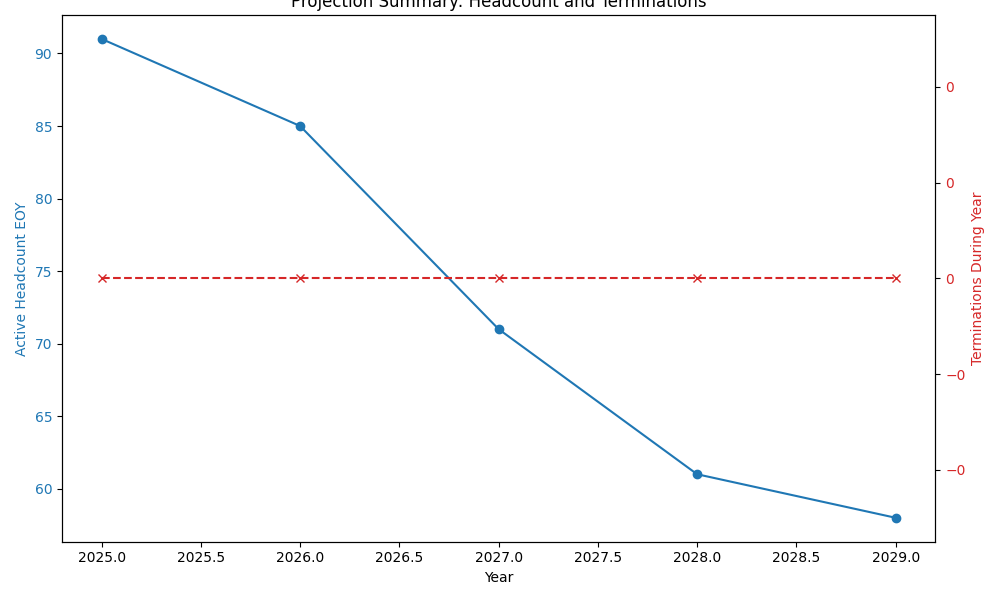 Projection Summary: Headcount and Terminations
Active Headcount EOY
90
85
80
75
70
65
60
0
0
0
−0
−0
Terminations During Year
2025.0 2025.5 2026.0 2026.5 2027.0 2027.5 2028.0 2028.5 2029.0
Year